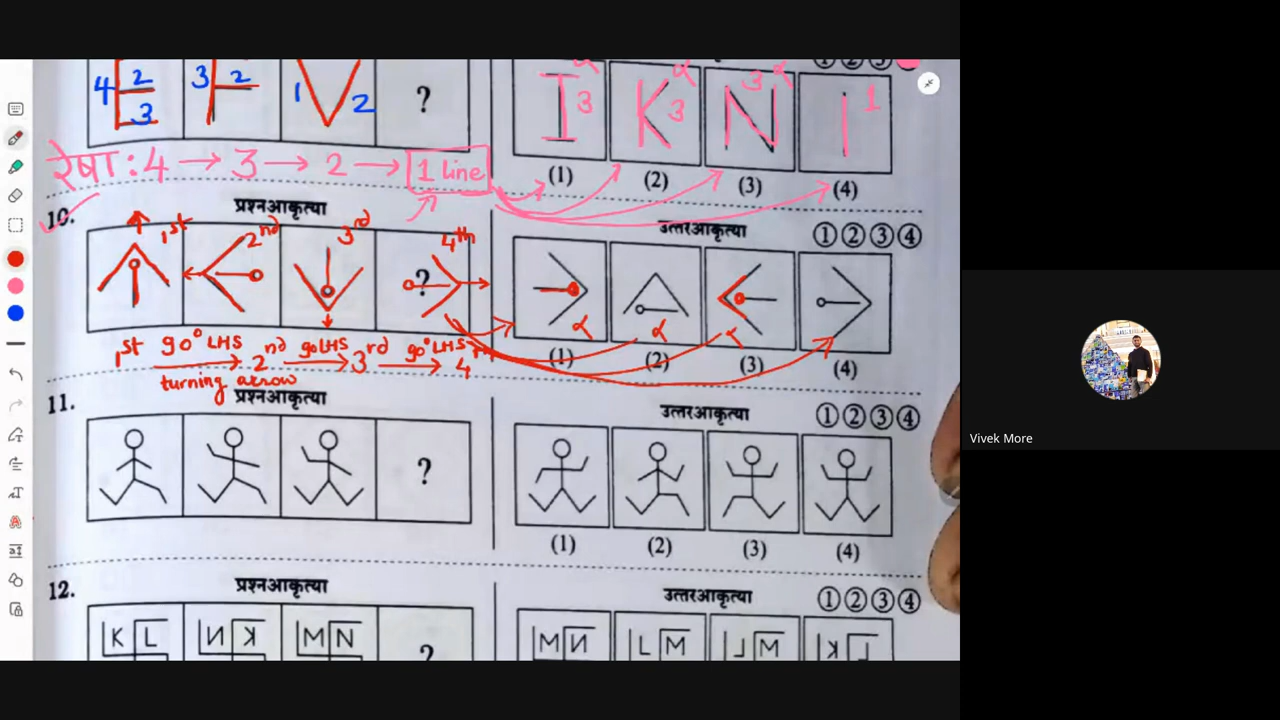 4 2 3 3 2 1 2 ? I 3 α K 3 α N 3 α 1
रेषा: 4 → 3 → 2 → 1 Line
(1) (2) (3) (4)
10. प्रश्नआकृत्या उत्तरआकृत्या ① ② ③ ④
1st 2nd 3rd 4th
?
α α α
(1) (2) (3) (4)
1st 90° LHS → 2nd 90 LHS → 3rd 90° LHS → 4th
turning arrow
11. प्रश्नआकृत्या उत्तरआकृत्या ① ② ③ ④
?
(1) (2) (3) (4)
12. प्रश्नआकृत्या उत्तरआकृत्या ① ② ③ ④
K L N K M N ? M N L M J M K J
Vivek More